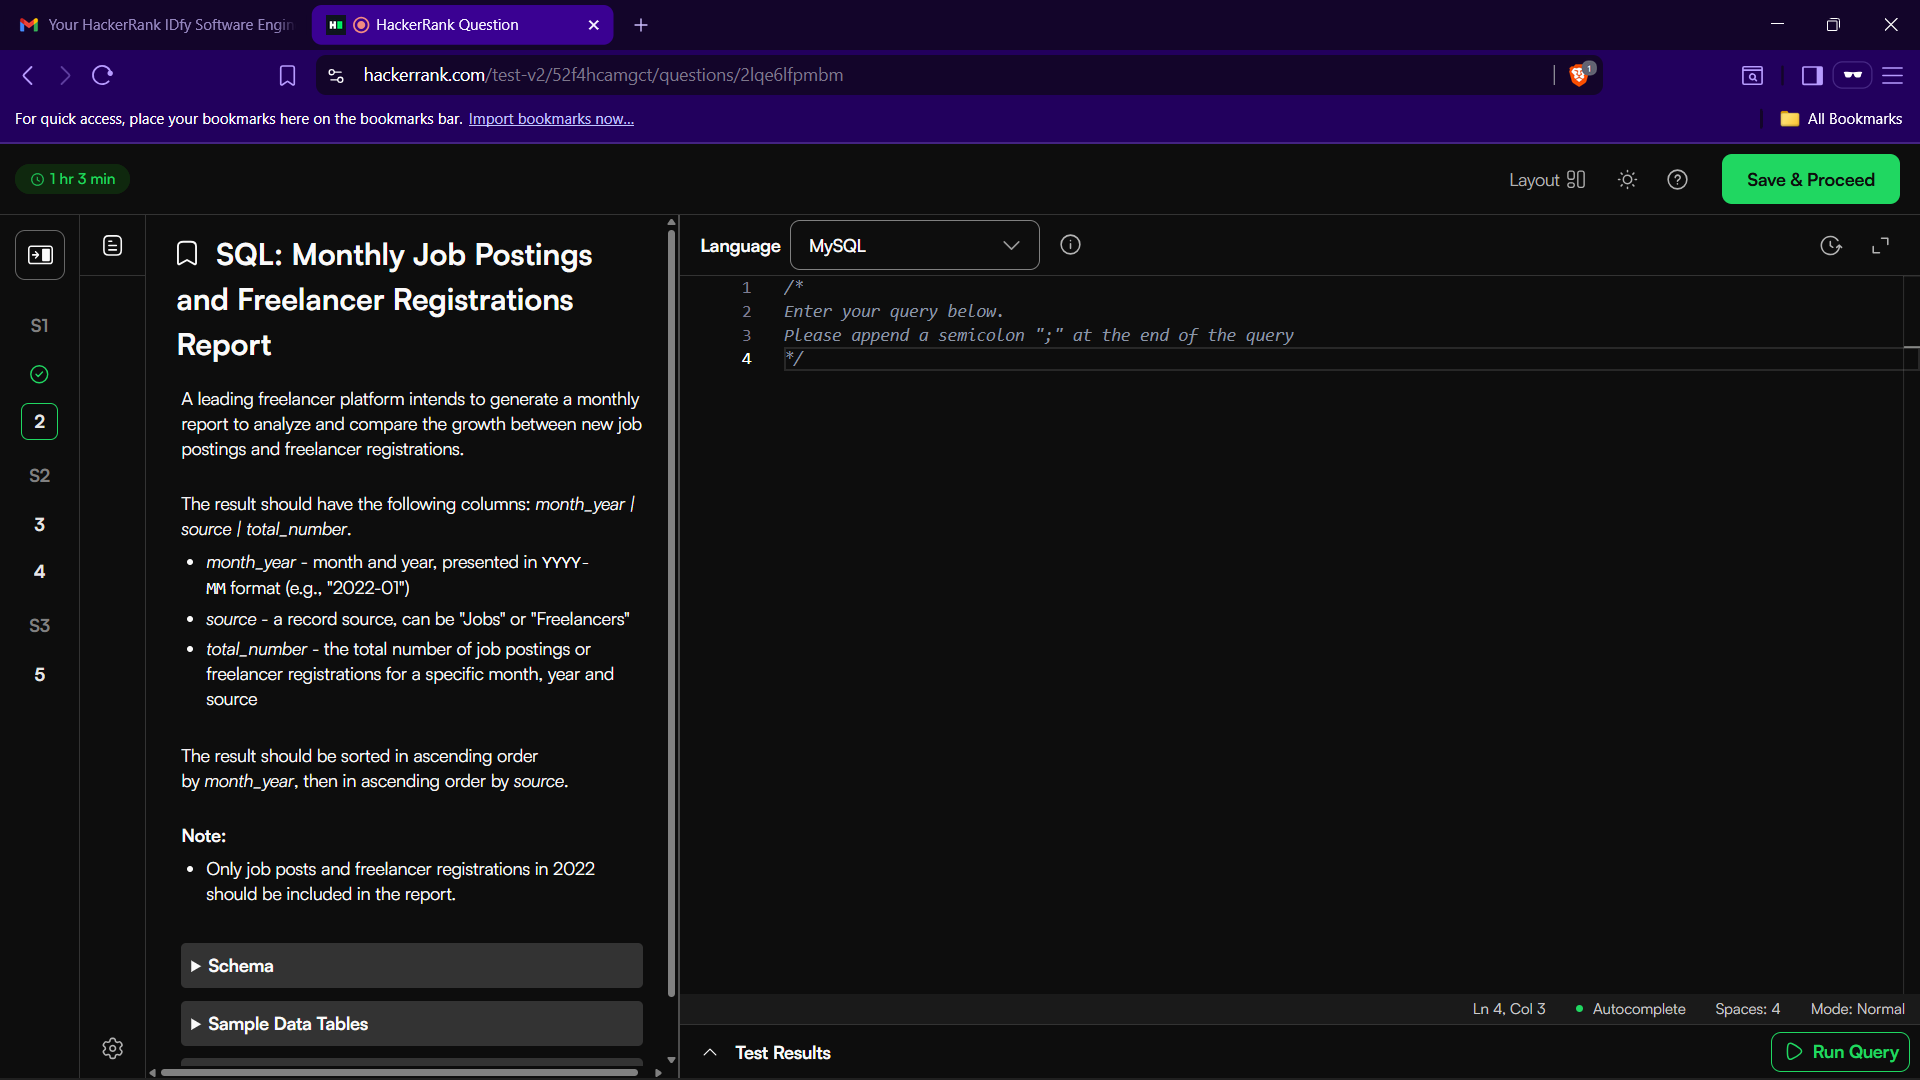 Your HackerRank IDfy Software Engin
HackerRank Question
hackerrank.com/test-v2/52f4hcamgct/questions/2lqe6lfpmbm
1
For quick access, place your bookmarks here on the bookmarks bar. Import bookmarks now...
All Bookmarks
1 hr 3 min
Layout
Save & Proceed
S1
2
S2
3
4
S3
5
SQL: Monthly Job Postings
and Freelancer Registrations
Report
A leading freelancer platform intends to generate a monthly
report to analyze and compare the growth between new job
postings and freelancer registrations.
The result should have the following columns: month_year |
source | total_number.
• month_year - month and year, presented in YYYY-
MM format (e.g., "2022-01")
• source - a record source, can be "Jobs" or "Freelancers"
• total_number - the total number of job postings or
freelancer registrations for a specific month, year and
source
The result should be sorted in ascending order
by month_year, then in ascending order by source.
Note:
• Only job posts and freelancer registrations in 2022
should be included in the report.
Schema
Sample Data Tables
Language MySQL
1 /*
2 Enter your query below.
3 Please append a semicolon ";" at the end of the query
4 */
Ln 4, Col 3 Autocomplete Spaces: 4 Mode: Normal
Test Results
Run Query